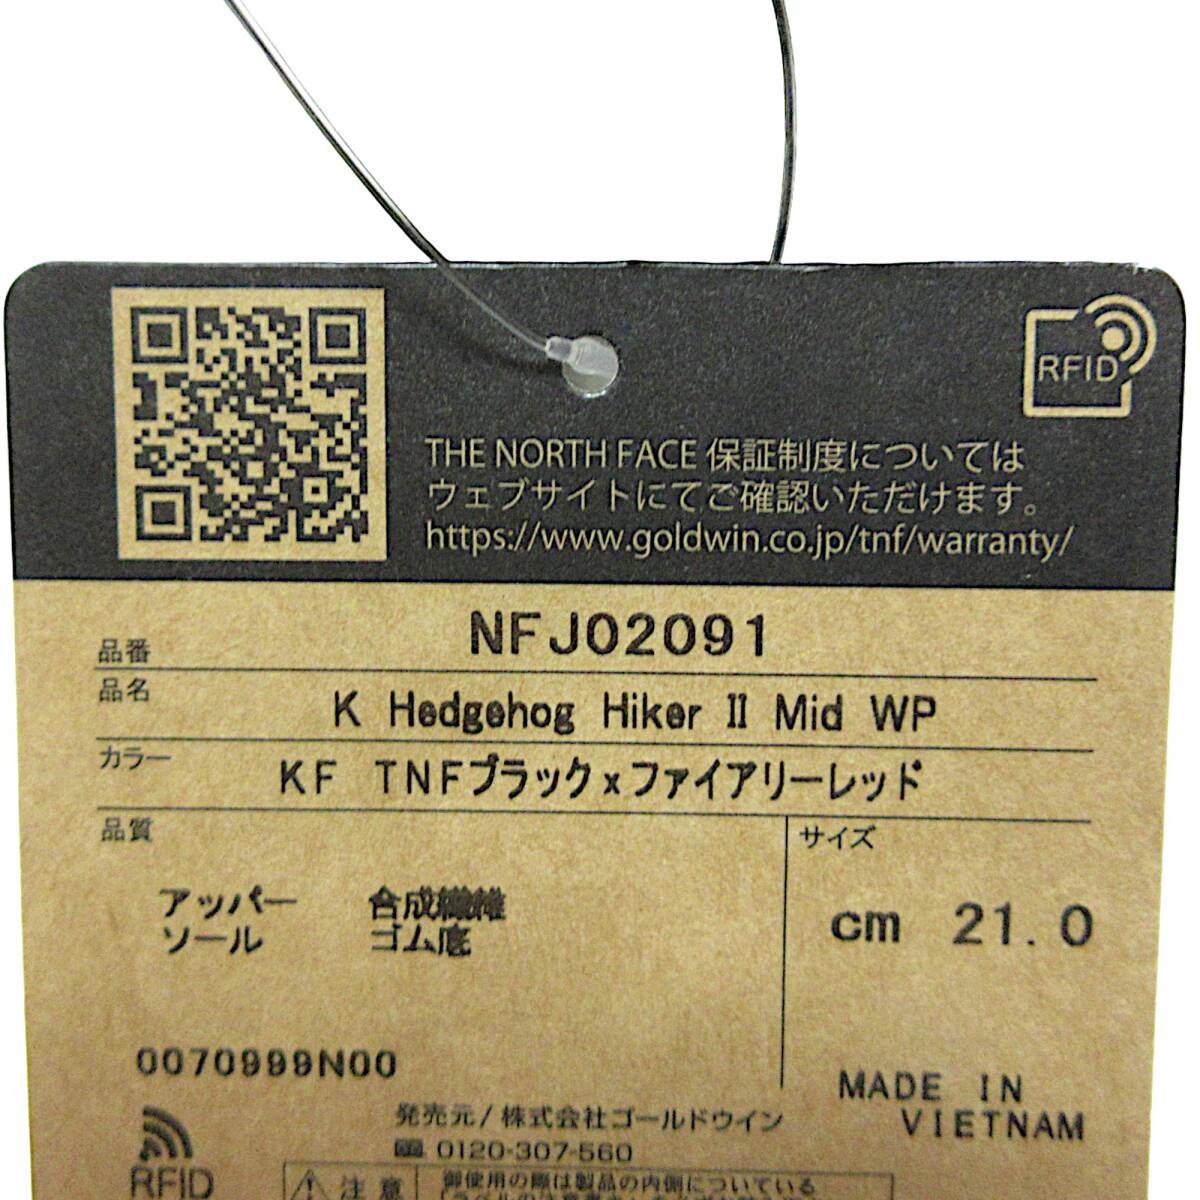 RFID
THE NORTH FACE 保証制度については
ウェブサイトにてご確認いただけます。
https://www.goldwin.co.jp/tnf/warranty/
品番 NFJ02091
品名 K Hedgehog Hiker II Mid WP
カラー KF TNFブラックxファイアリーレッド
品質
サイズ
アッパー 合成繊維
ソール ゴム底
cm 21.0
0070999N00
MADE IN
VIETNAM
発売元/株式会社ゴールドウイン
0120-307-560
RFID
注意
御使用の際は製品の内側についている